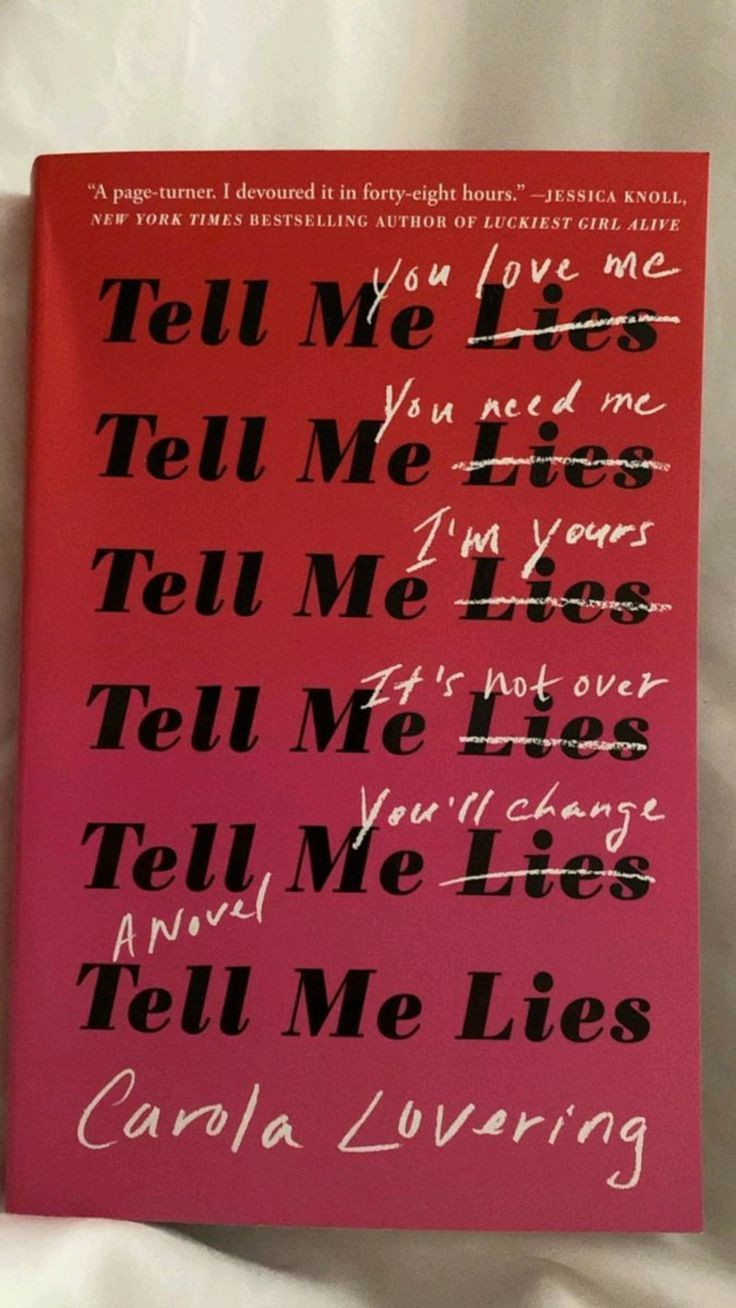 “A page-turner. I devoured it in forty-eight hours.” —JESSICA KNOLL,
NEW YORK TIMES BESTSELLING AUTHOR OF LUCKIEST GIRL ALIVE
you love me
Tell Me Lies
You need me
Tell Me Lies
I'm yours
Tell Me Lies
It's not over
Tell Me Lies
You'll change
Tell Me Lies
A Novel
Tell Me Lies
Carola Lovering